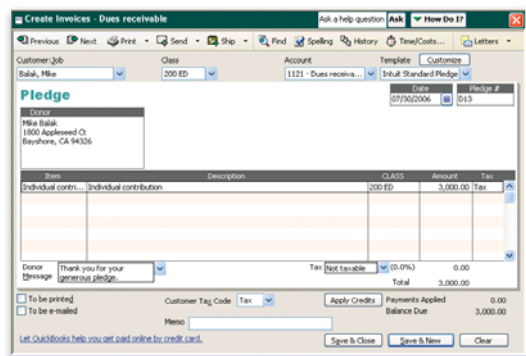 Create Invoices - Dues receivable
Ask a help question Ask How Do I?
Previous Next Print Send Ship Find Spelling History Time/Costs... Letters
Customer:Job Class Account Template Customize
Balak, Mike 200 ED 1121 · Dues receiva... Intuit Standard Pledge
Pledge
Date Pledge #
07/30/2006 D13
Donor
Mike Balak
1800 Appleseed Ct
Bayshore, CA 94326
Item Description CLASS Amount Tax
Individual contri... Individual contribution 200 ED 3,000.00 Tax
Donor Message Thank you for your generous pledge.
Tax Not taxable (0.0%) 0.00
Total 3,000.00
To be printed Customer Tax Code Tax Apply Credits Payments Applied 0.00
To be e-mailed Balance Due 3,000.00
Memo
Let QuickBooks help you get paid online by credit card. Save & Close Save & New Clear